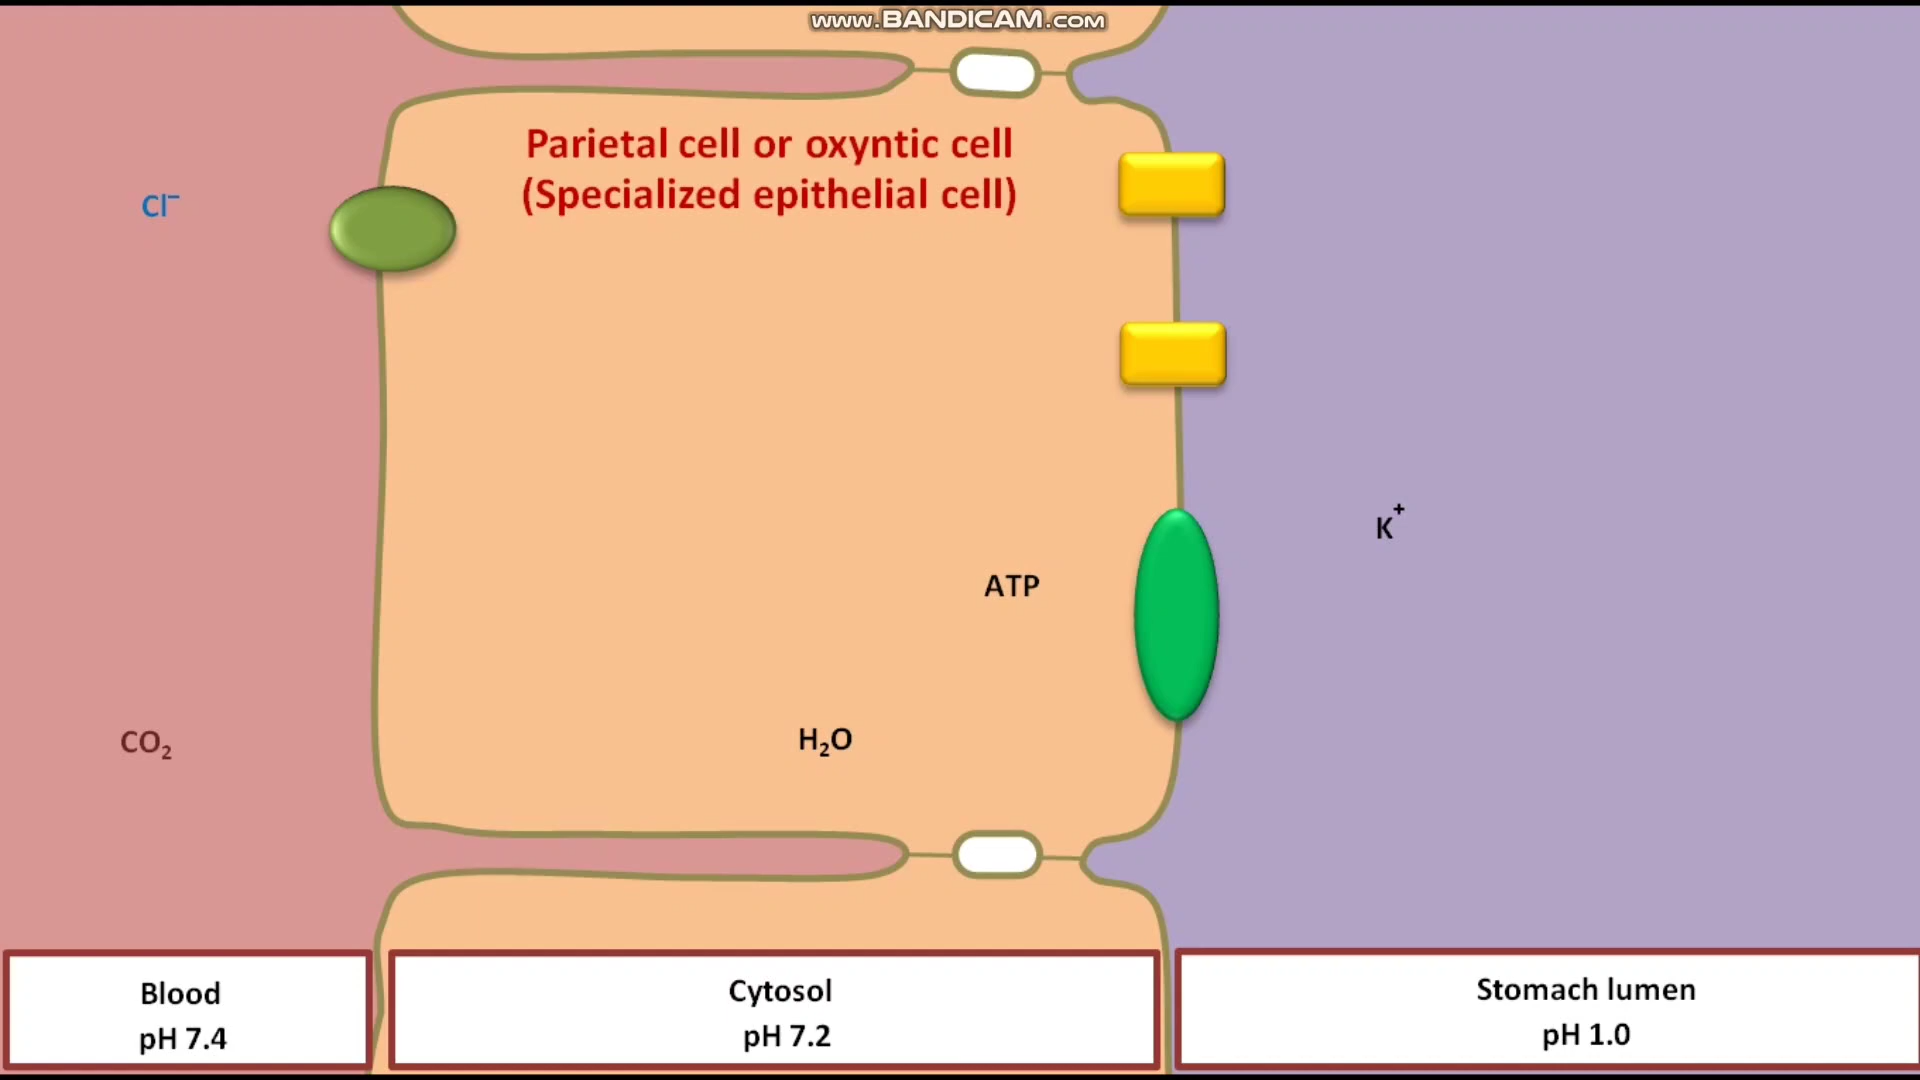 www.BANDICAM.com
Parietal cell or oxyntic cell
(Specialized epithelial cell)
Cl⁻
K⁺
ATP
H₂O
CO₂
Blood
pH 7.4
Cytosol
pH 7.2
Stomach lumen
pH 1.0